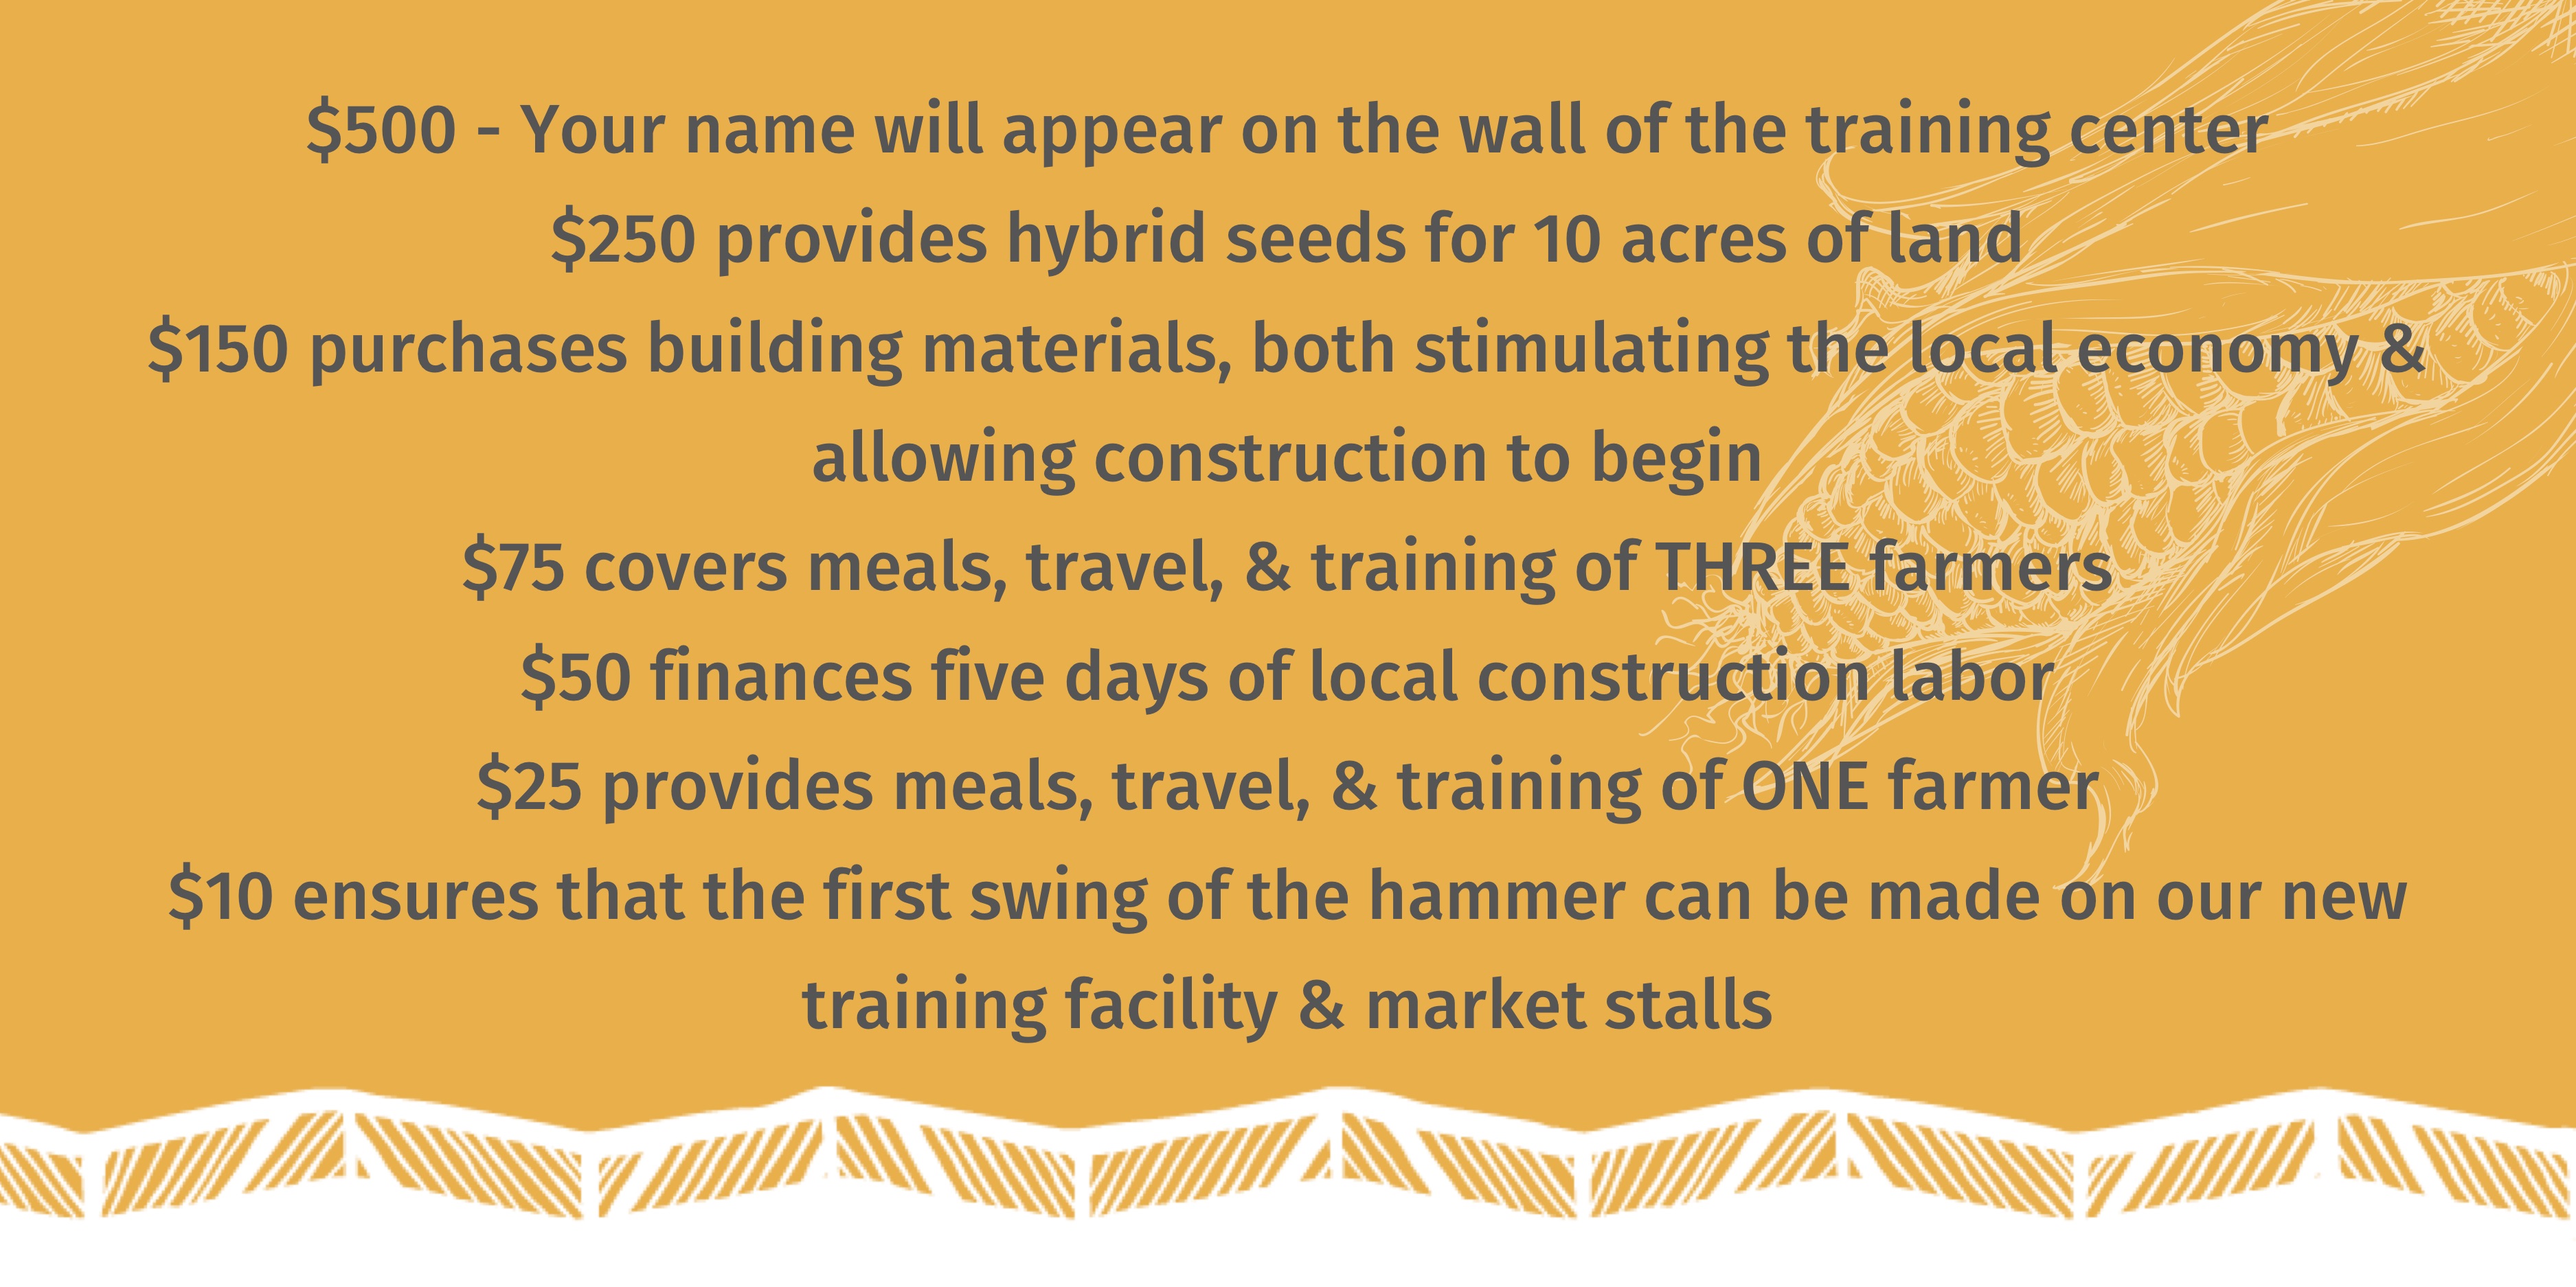 $500 - Your name will appear on the wall of the training center
$250 provides hybrid seeds for 10 acres of land
$150 purchases building materials, both stimulating the local economy &
allowing construction to begin
$75 covers meals, travel, & training of THREE farmers
$50 finances five days of local construction labor
$25 provides meals, travel, & training of ONE farmer
$10 ensures that the first swing of the hammer can be made on our new
training facility & market stalls